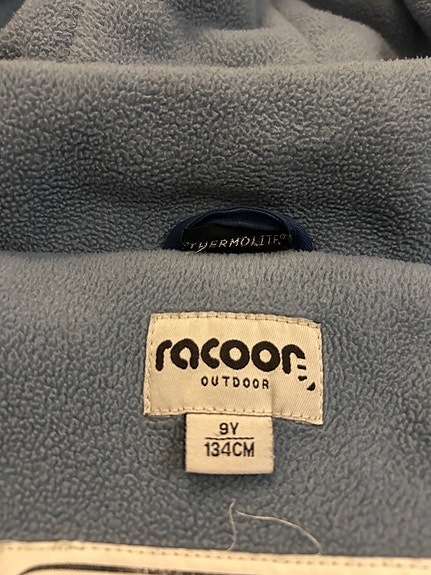 THERMOLITE®
racoon
OUTDOOR
9Y
134CM